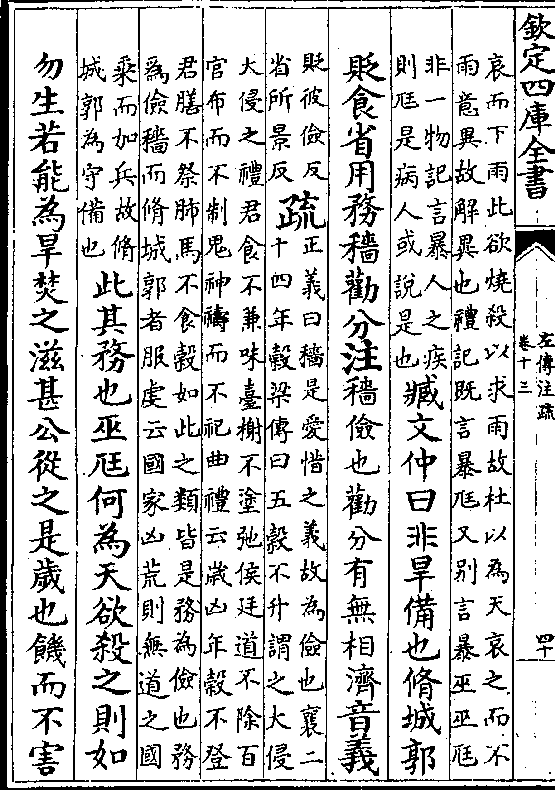 欽定四庫全書
左傳注疏
卷十三
四十
哀而下雨此欲燒殺以求雨故杜以為天哀之而不
雨意異故解異也禮記既言暴尫又別言暴巫巫尫
非一物記言暴人之疾
則尫是病人或說是也
臧文仲曰非旱備也脩城郭
貶食省用務穡勸分注穡儉也勸分有無相濟音義
貶彼儉反
省所景反
疏
正義曰穡是愛惜之義故為儉也襄二
十四年穀梁傳曰五穀不升謂之大侵
大侵之禮君食不兼味臺榭不塗弛侯廷道不除百
官布而不制鬼神禱而不祀曲禮云歲凶年穀不登
君膳不祭肺馬不食穀如此之類皆是務為儉也務
為儉穡而脩城郭者服虔云國家凶荒則無道之國
乘而加兵故脩
城郭為守備也
此其務也巫尫何為天欲殺之則如
勿生若能為旱焚之滋甚公從之是歲也饑而不害